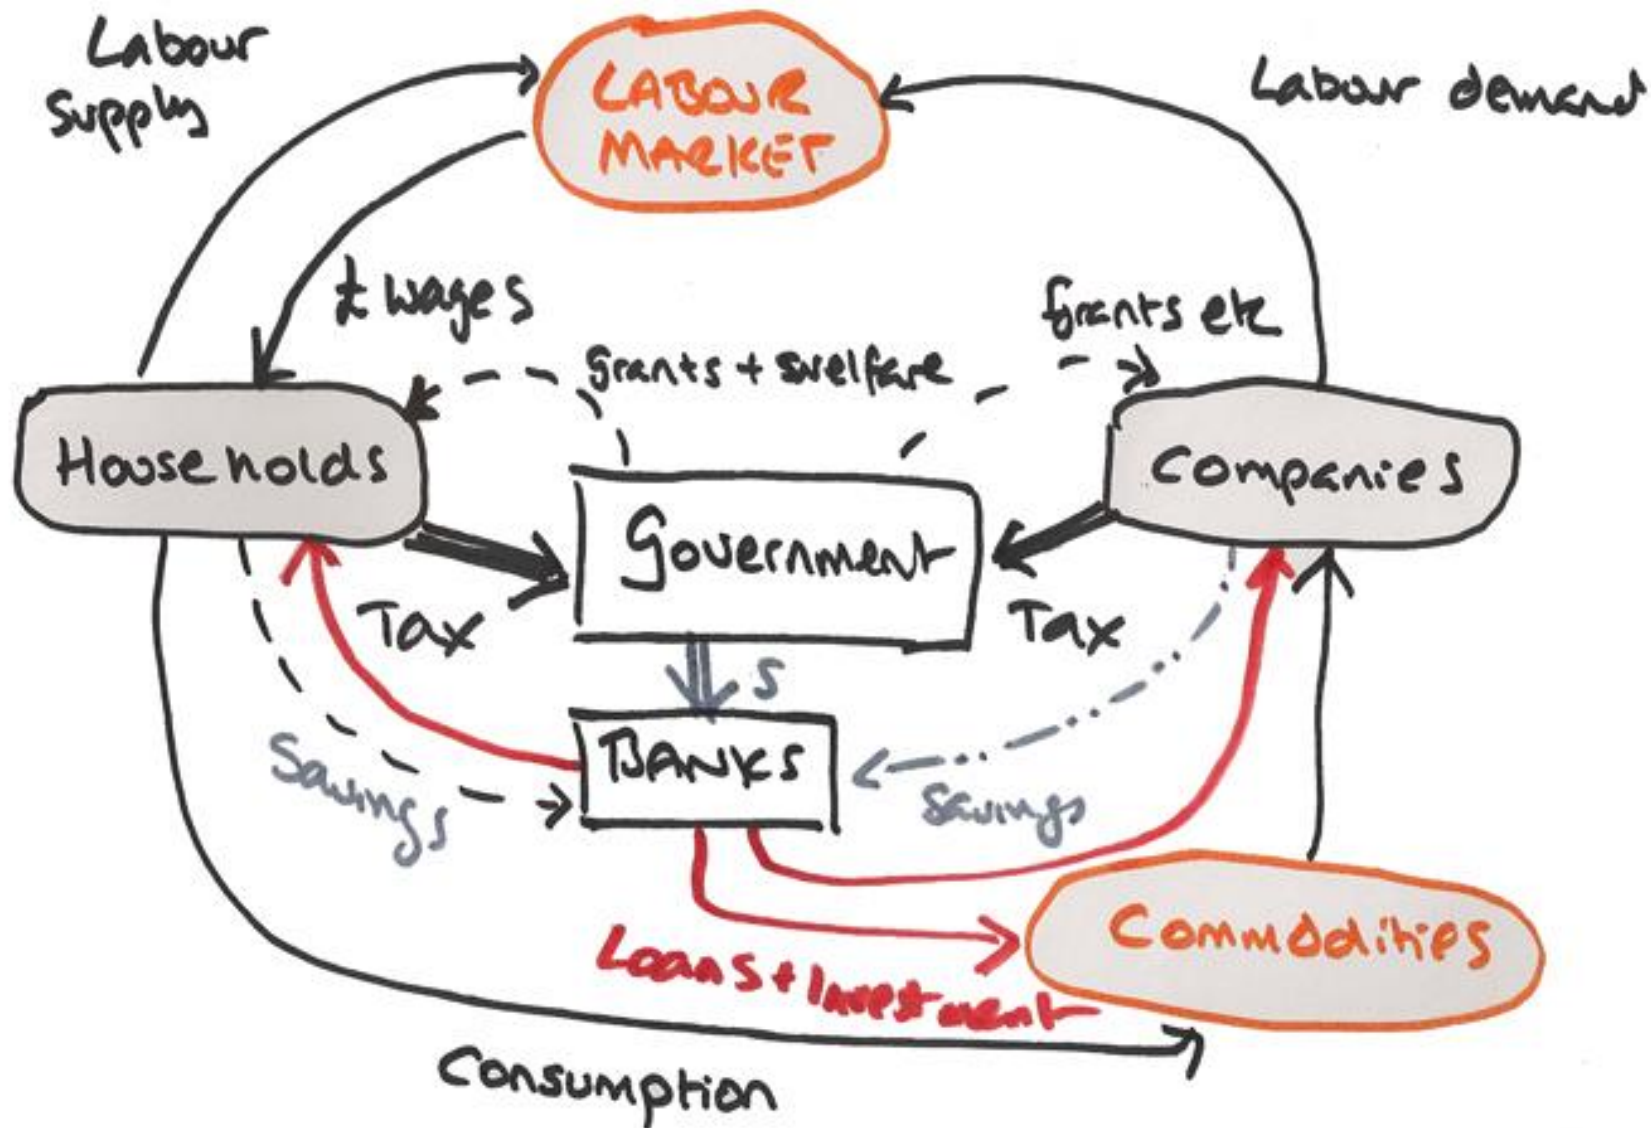 Labour
supply
LABOUR
MARKET
Labour demand
£ wages
grants + welfare
Grants etc
Households
Government
Companies
Tax
Tax
S
BANKS
Savings
Savings
Loans + Investment
Commodities
Consumption